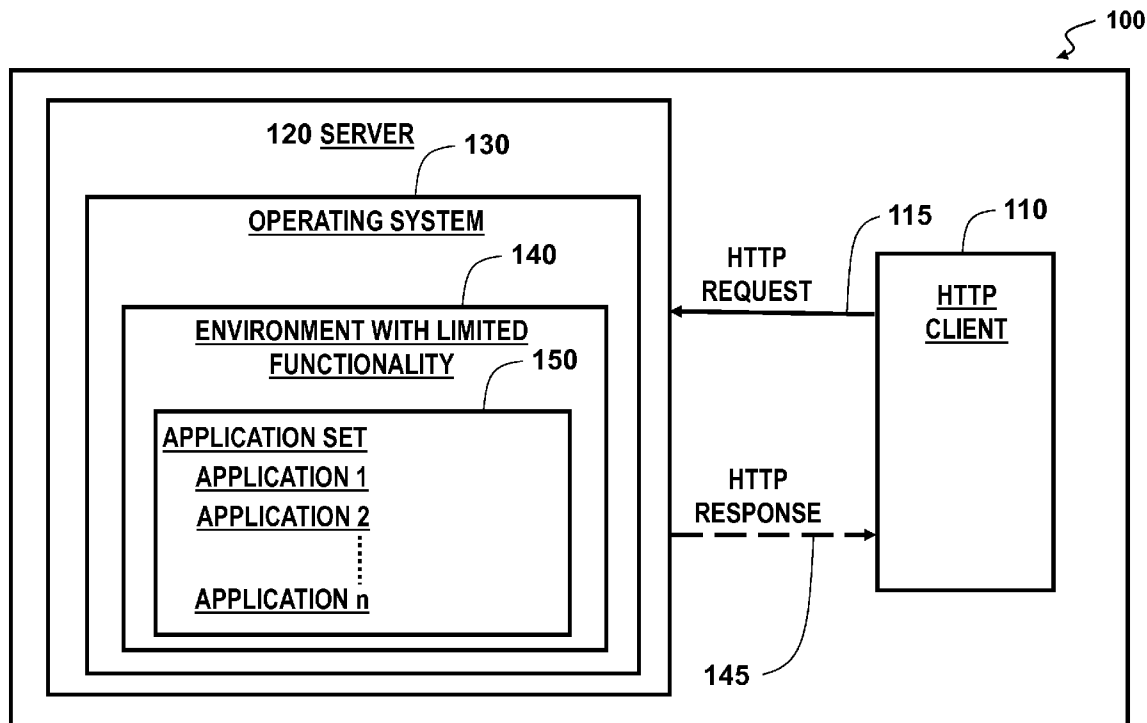 100
120 SERVER
130
OPERATING SYSTEM
140
ENVIRONMENT WITH LIMITED
FUNCTIONALITY
150
APPLICATION SET
APPLICATION 1
APPLICATION 2
APPLICATION n
HTTP
REQUEST
115
110
HTTP
CLIENT
HTTP
RESPONSE
145